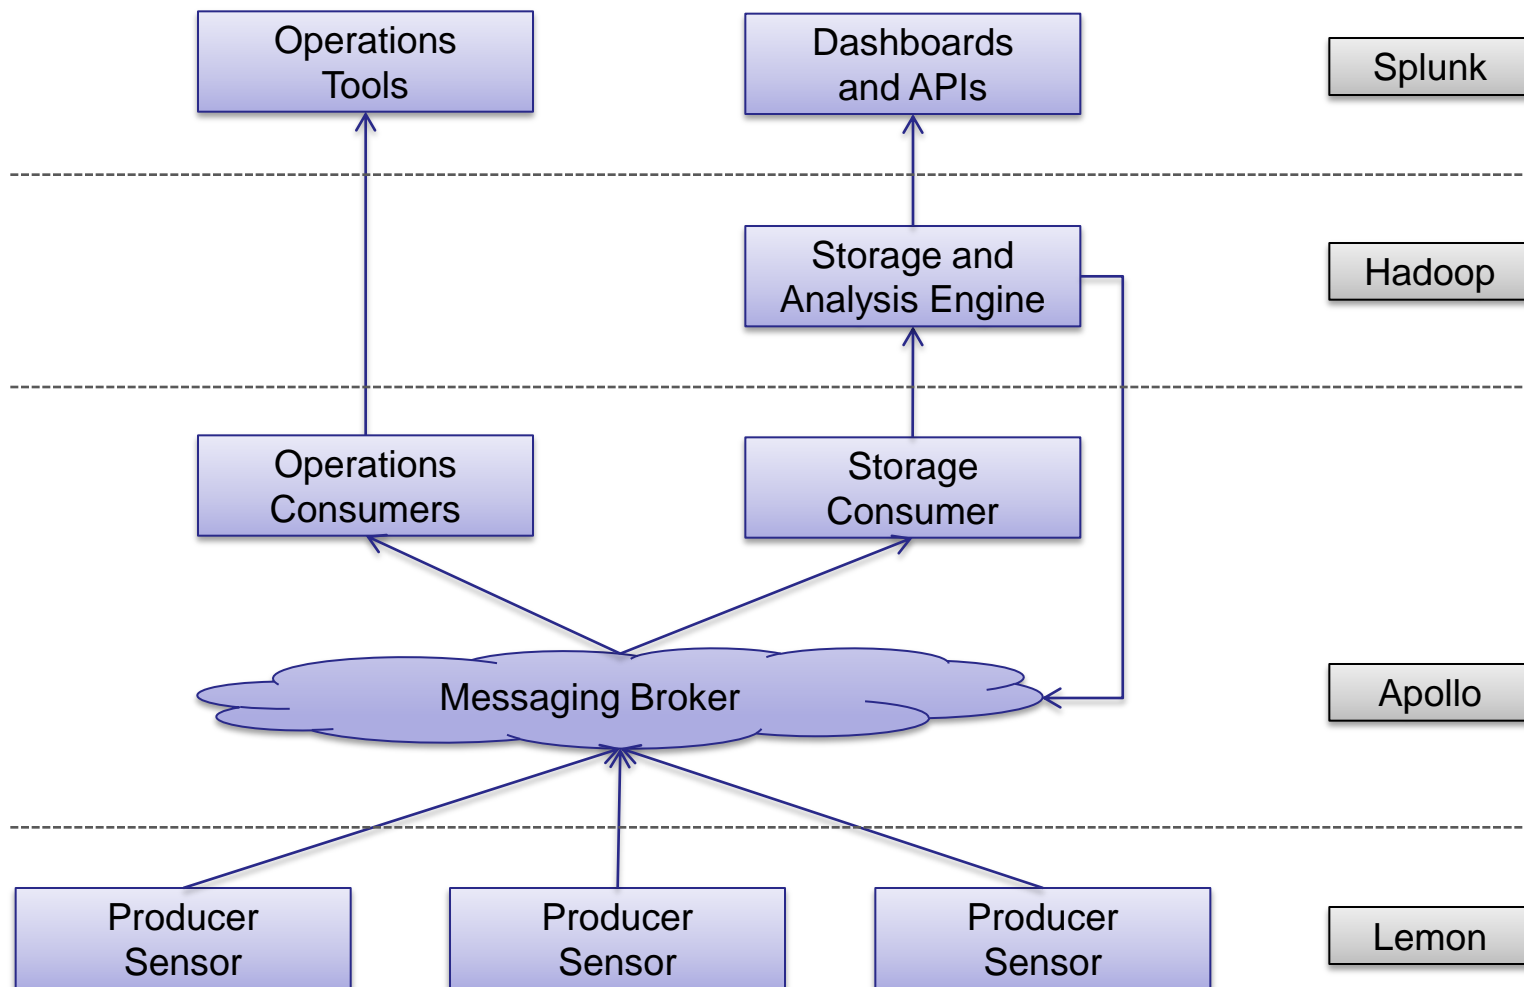 Operations
Tools
Dashboards
and APIs
Splunk
Storage and
Analysis Engine
Hadoop
Operations
Consumers
Storage
Consumer
Messaging Broker
Apollo
Producer
Sensor
Producer
Sensor
Producer
Sensor
Lemon